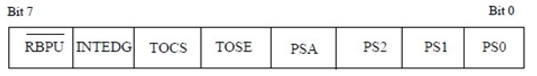 Bit 7 Bit 0
RBPU INTEDG TOCS TOSE PSA PS2 PS1 PS0